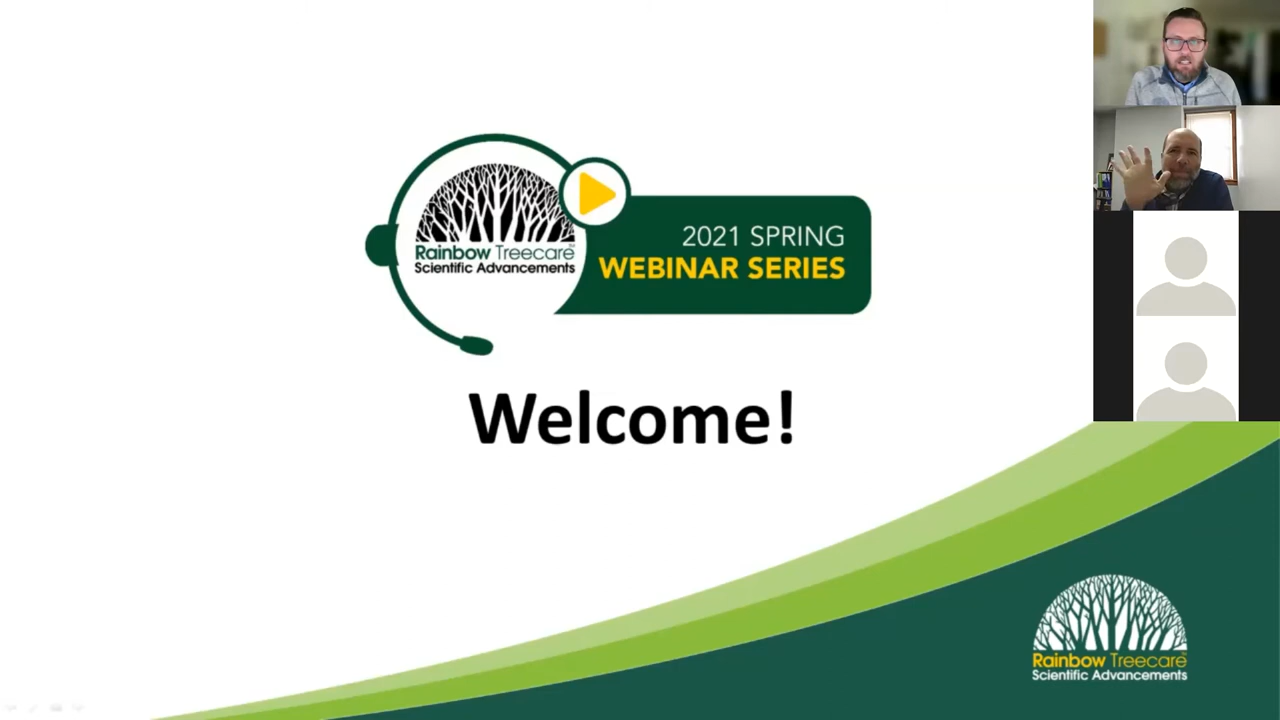 Rainbow Treecare
Scientific Advancements
2021 SPRING
WEBINAR SERIES
Welcome!
Rainbow Treecare
Scientific Advancements